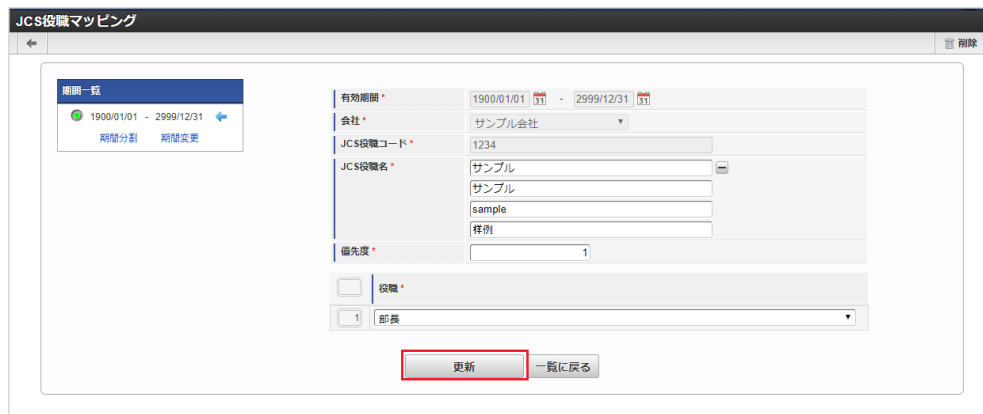 JCS役職マッピング
削除
期間一覧
1900/01/01 - 2999/12/31
期間分割 期間変更
有効期間 * 1900/01/01 31 - 2999/12/31 31
会社 * サンプル会社
JCS役職コード * 1234
JCS役職名 * サンプル
サンプル
sample
样例
優先度 * 1
役職 *
1 部長
更新 一覧に戻る